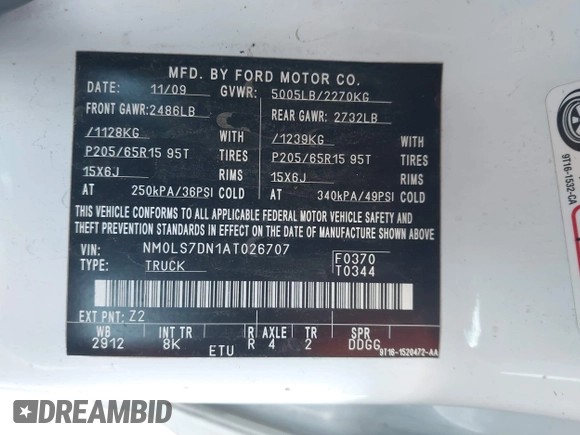 MFD. BY FORD MOTOR CO.
DATE: 11/09 GVWR: 5005LB/2270KG
FRONT GAWR: 2486LB REAR GAWR: 2732LB
/1128KG WITH /1239KG WITH
P205/65R15 95T TIRES P205/65R15 95T TIRES
15X6J RIMS 15X6J RIMS
AT 250kPA/36PSI COLD AT 340kPA/49PSI COLD
THIS VEHICLE CONFORMS TO ALL APPLICABLE FEDERAL MOTOR VEHICLE SAFETY AND
THEFT PREVENTION STANDARDS IN EFFECT ON THE DATE OF MANUFACTURE SHOWN ABOVE.
VIN: NM0LS7DN1AT026707 F0370
TYPE: TRUCK T0344
EXT PNT: Z2
WB INT TR R AXLE TR SPR
2912 8K R 4 2 DDGG
ETU 9T16-1520472-AA
9T16-1532-CA
DREAMBID
dreambid.com